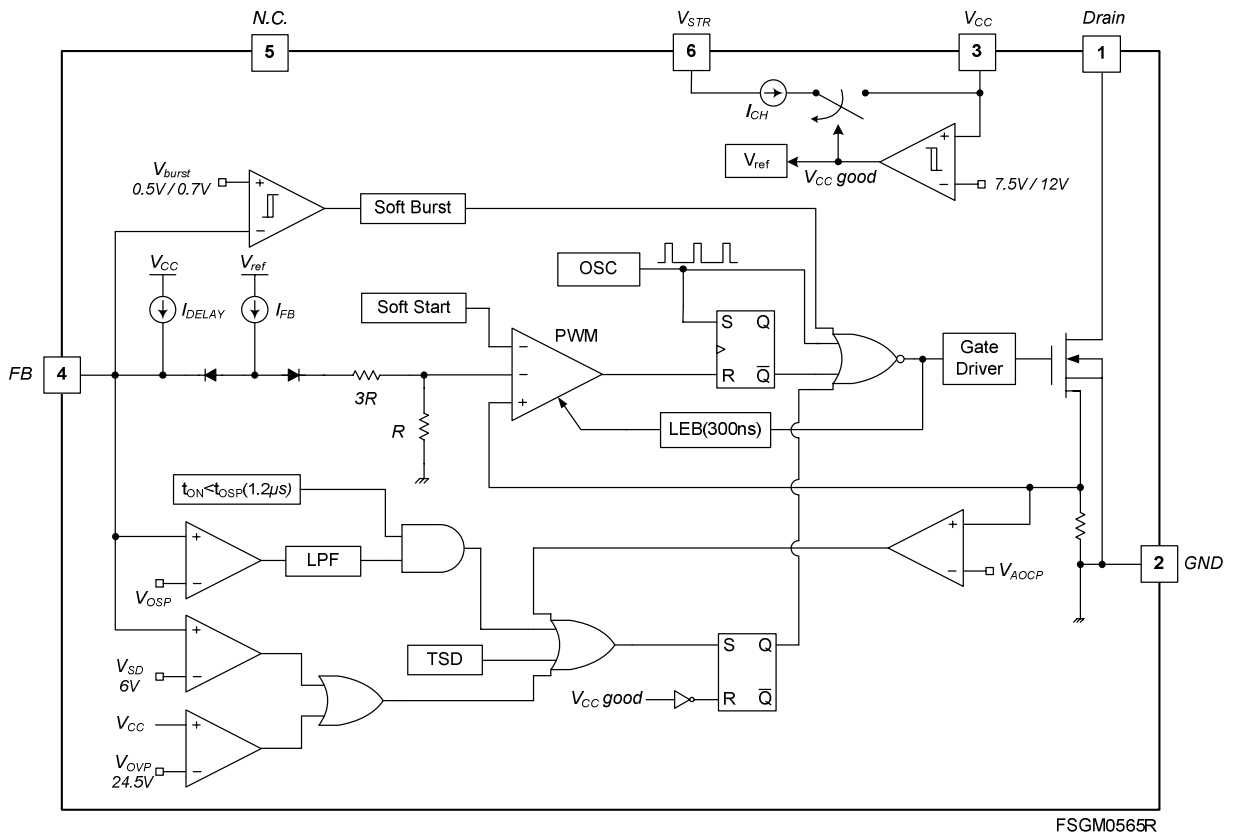 N.C.
5
VSTR
6
VCC
3
Drain
1
ICH
+
−
7.5V / 12V
Vref
VCC good
Vburst
0.5V / 0.7V
+
−
Soft Burst
VCC
IDELAY
Vref
IFB
OSC
Soft Start
PWM
−
−
+
S Q
R Q̅
Gate
Driver
FB
4
3R
R
LEB(300ns)
tON<tOSP(1.2µs)
+
−
VOSP
LPF
+
−
VAOCP
2
GND
+
−
VSD
6V
TSD
S Q
R Q̅
VCC good
VCC
+
−
VOVP
24.5V
FSGM0565R